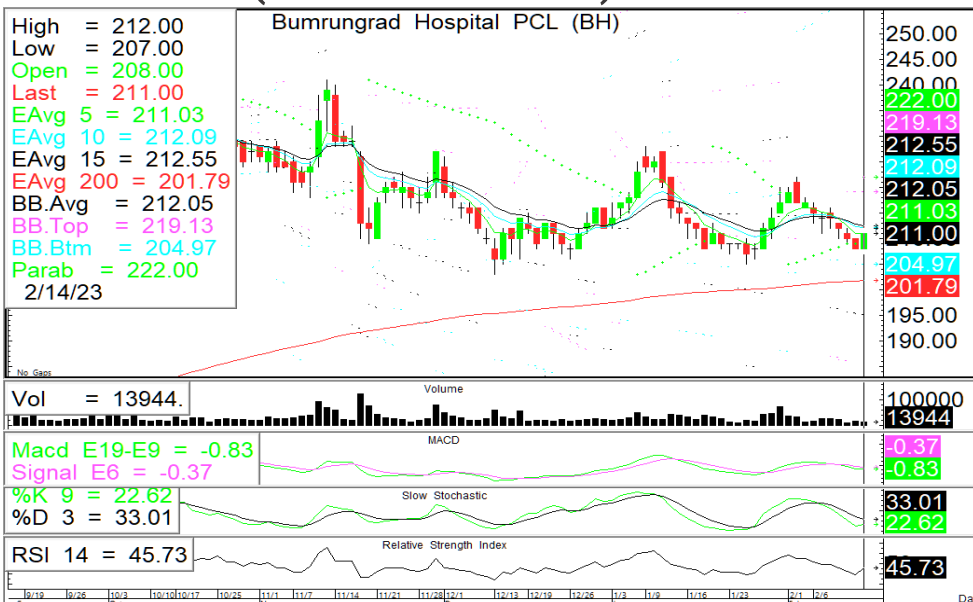 Bumrungrad Hospital PCL (BH)
High = 212.00
Low = 207.00
Open = 208.00
Last = 211.00
EAvg 5 = 211.03
EAvg 10 = 212.09
EAvg 15 = 212.55
EAvg 200 = 201.79
BB.Avg = 212.05
BB.Top = 219.13
BB.Btm = 204.97
Parab = 222.00
2/14/23
250.00
245.00
240.00
222.00
219.13
212.55
212.09
212.05
211.03
211.00
204.97
201.79
195.00
190.00
No Gaps
Volume
Vol = 13944.
100000
13944
MACD
Macd E19-E9 = -0.83
Signal E6 = -0.37
-0.37
-0.83
Slow Stochastic
%K 9 = 22.62
%D 3 = 33.01
33.01
22.62
Relative Strength Index
RSI 14 = 45.73
45.73
9/19 9/26 10/3 10/10 10/17 10/25 11/1 11/7 11/14 11/21 11/28 12/1 12/13 12/19 12/26 1/3 1/9 1/16 1/23 2/1 2/6
Da